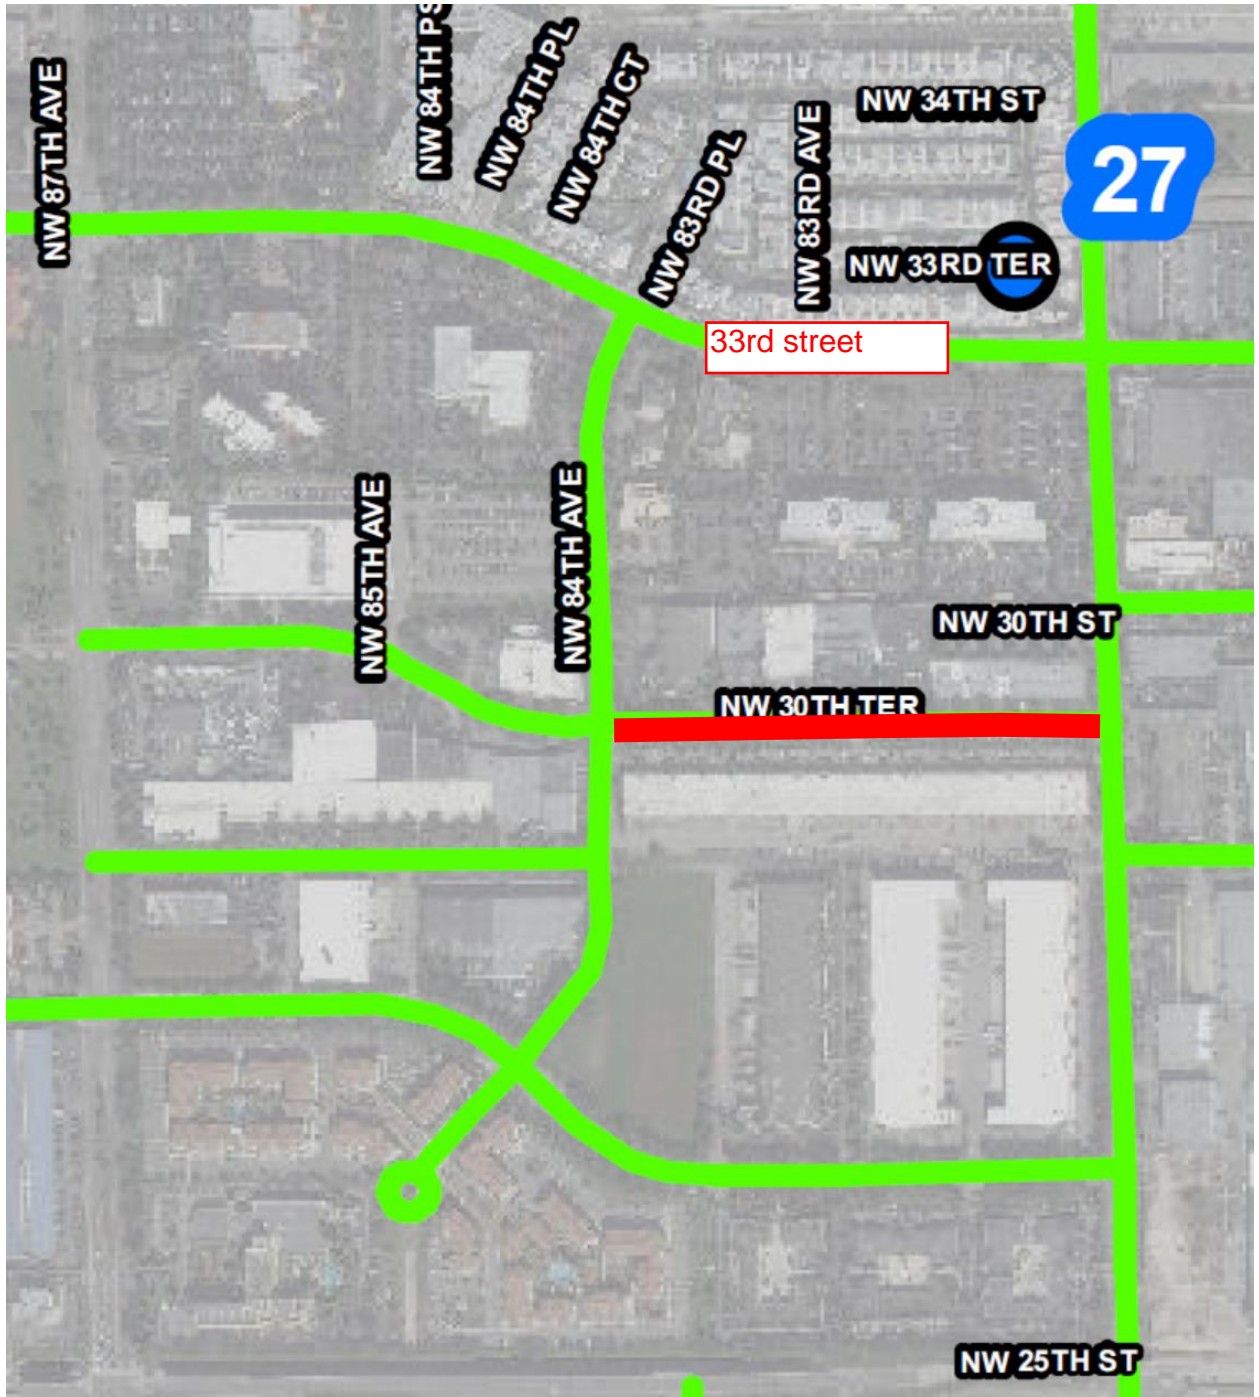 NW 84TH PS
NW 84TH PL
NW 84TH CT
NW 87TH AVE
NW 34TH ST
NW 83RD AVE
NW 83RD PL
27
NW 33RD TER
33rd street
NW 85TH AVE
NW 84TH AVE
NW 30TH ST
NW 30TH TER
NW 25TH ST